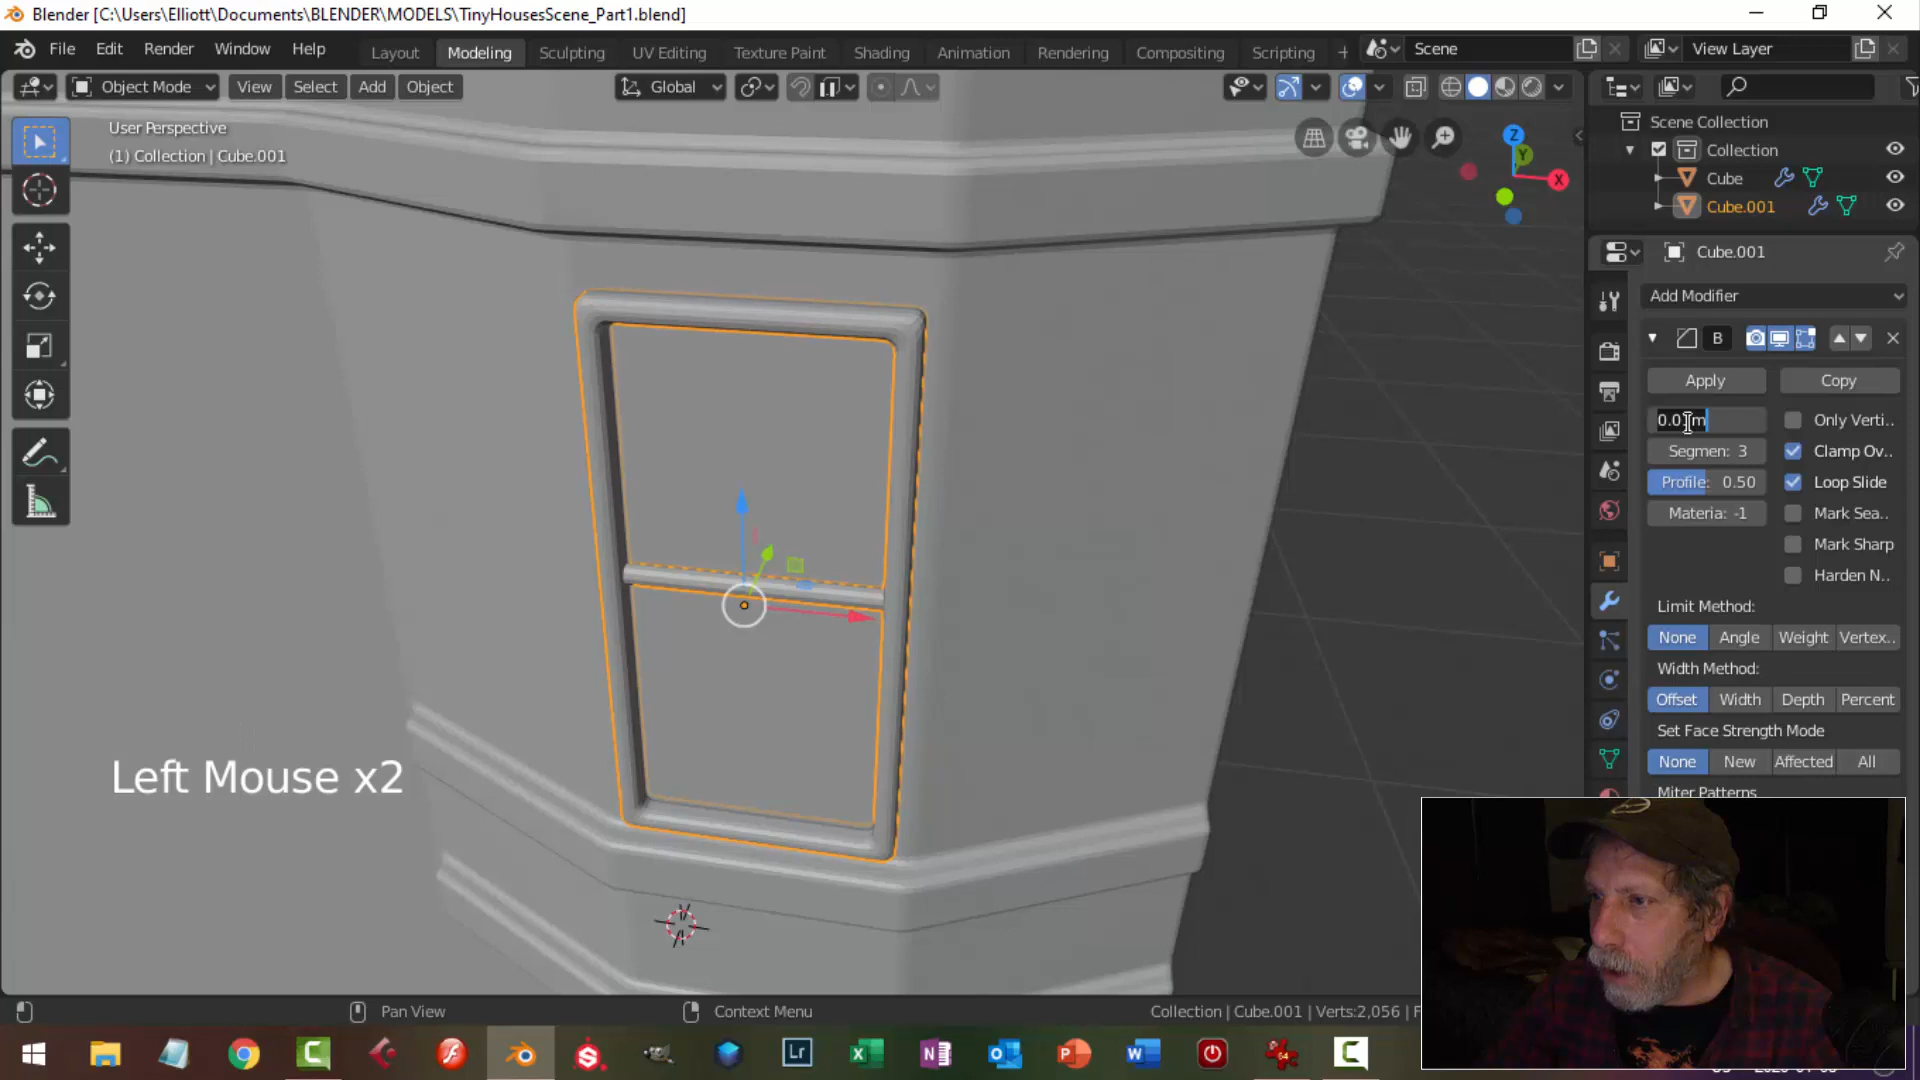 Blender [C:\Users\Elliott\Documents\BLENDER\MODELS\TinyHousesScene_Part1.blend]
File Edit Render Window Help Layout Modeling Sculpting UV Editing Texture Paint Shading Animation Rendering Compositing Scripting + Scene View Layer
Object Mode View Select Add Object Global
User Perspective
(1) Collection | Cube.001
Z
Y
X
Scene Collection
Collection
Cube
Cube.001
Cube.001
Add Modifier
B
Apply Copy
Only Verti..
Segmen: 3 Clamp Ov..
Profile: 0.50 Loop Slide
Materia: -1 Mark Sea..
Mark Sharp
Harden N..
Limit Method:
None Angle Weight Vertex..
Width Method:
Offset Width Depth Percent
Set Face Strength Mode
None New Affected All
Miter Patterns
Left Mouse x2
Pan View Context Menu Collection | Cube.001 | Verts:2,056 | F
Lr